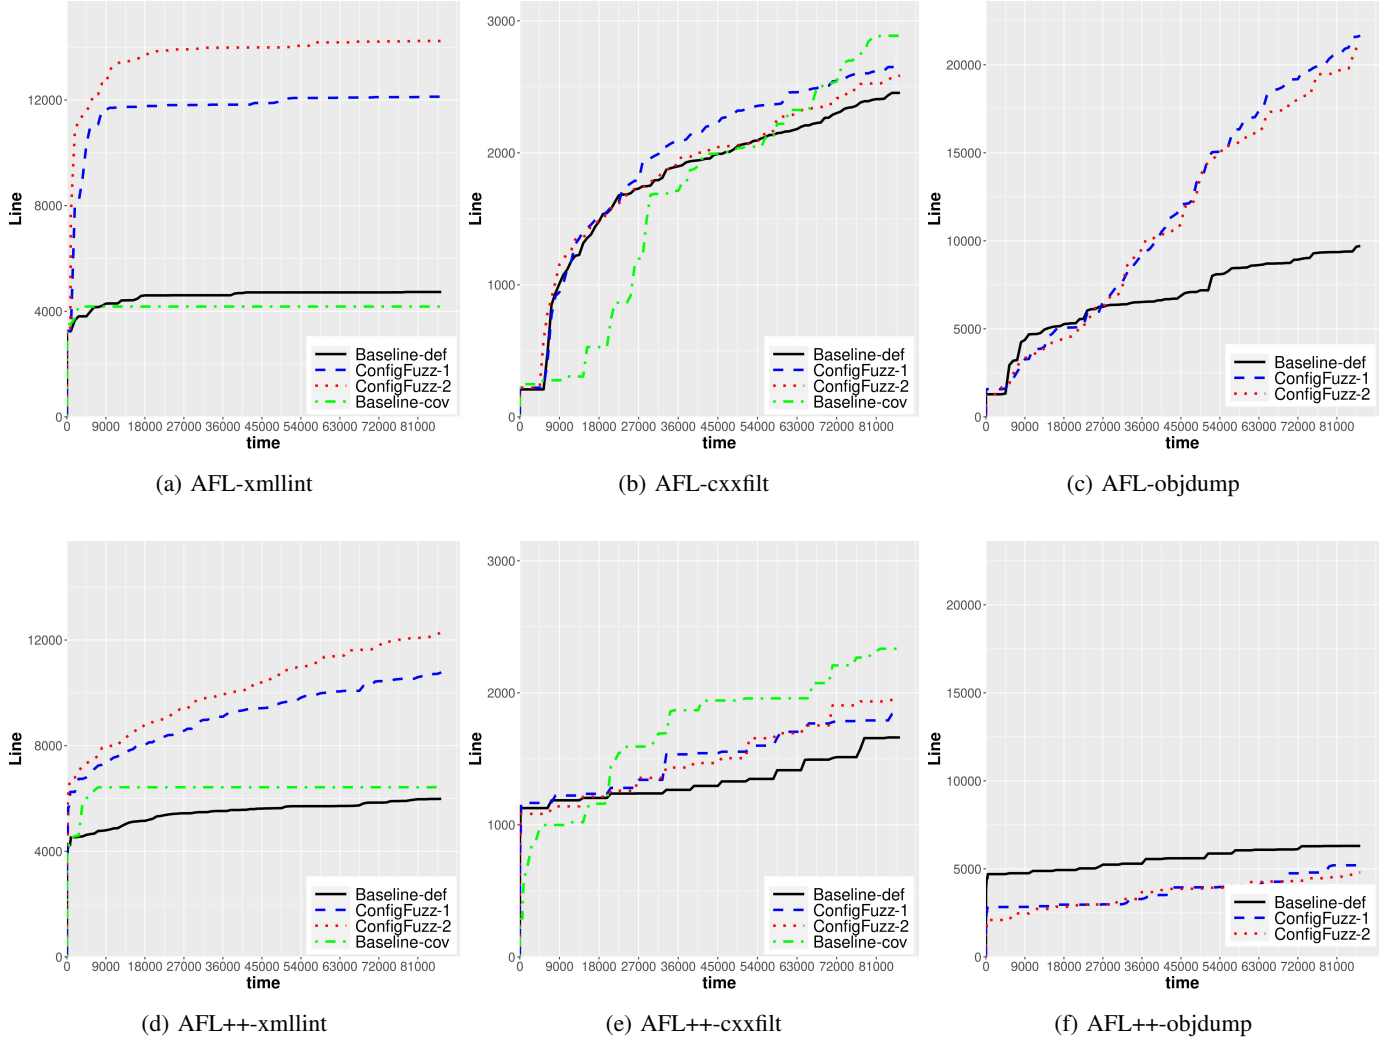 12000
8000
4000
0
Line
0 9000 18000 27000 36000 45000 54000 63000 72000 81000
time
Baseline-def
ConfigFuzz-1
ConfigFuzz-2
Baseline-cov
(a) AFL-xmllint
3000
2000
1000
0
Line
0 9000 18000 27000 36000 45000 54000 63000 72000 81000
time
Baseline-def
ConfigFuzz-1
ConfigFuzz-2
Baseline-cov
(b) AFL-cxxfilt
20000
15000
10000
5000
0
Line
0 9000 18000 27000 36000 45000 54000 63000 72000 81000
time
Baseline-def
ConfigFuzz-1
ConfigFuzz-2
(c) AFL-objdump
12000
8000
4000
0
Line
0 9000 18000 27000 36000 45000 54000 63000 72000 81000
time
Baseline-def
ConfigFuzz-1
ConfigFuzz-2
Baseline-cov
(d) AFL++-xmllint
3000
2000
1000
0
Line
0 9000 18000 27000 36000 45000 54000 63000 72000 81000
time
Baseline-def
ConfigFuzz-1
ConfigFuzz-2
Baseline-cov
(e) AFL++-cxxfilt
20000
15000
10000
5000
0
Line
0 9000 18000 27000 36000 45000 54000 63000 72000 81000
time
Baseline-def
ConfigFuzz-1
ConfigFuzz-2
(f) AFL++-objdump